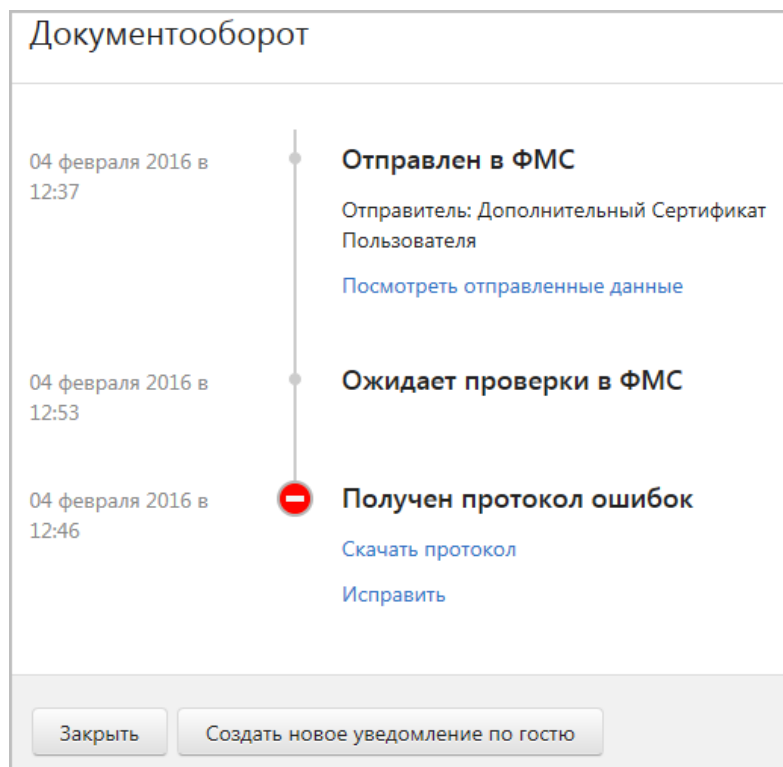 Документооборот
04 февраля 2016 в
12:37
Отправлен в ФМС
Отправитель: Дополнительный Сертификат
Пользователя
Посмотреть отправленные данные
04 февраля 2016 в
12:53
Ожидает проверки в ФМС
04 февраля 2016 в
12:46
Получен протокол ошибок
Скачать протокол
Исправить
Закрыть
Создать новое уведомление по гостю